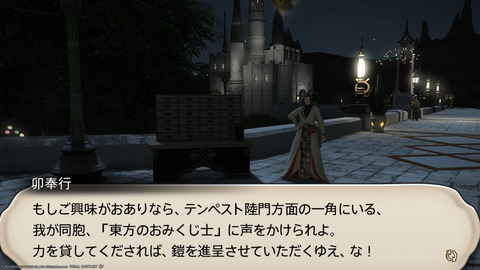 卯奉行
もしご興味がおありなら、テンペスト陸門方面の一角にいる、
我が同胞、「東方のおみくじ士」に声をかけられよ。
力を貸してくだされば、鎧を進呈させていただくゆえ、な！